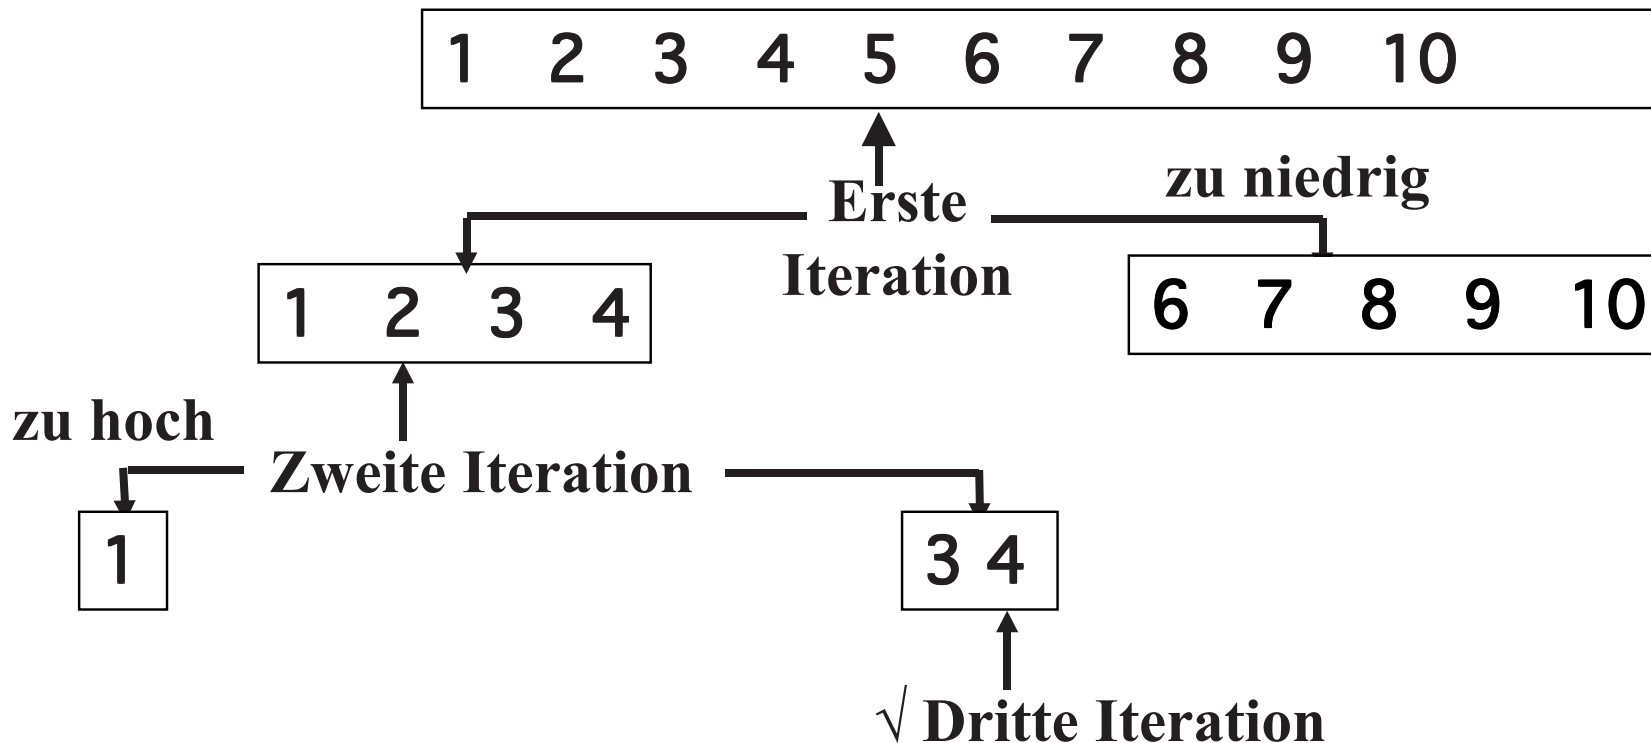 1 2 3 4 5 6 7 8 9 10
zu niedrig
Erste
Iteration
1 2 3 4
6 7 8 9 10
zu hoch
Zweite Iteration
1
3 4
√ Dritte Iteration